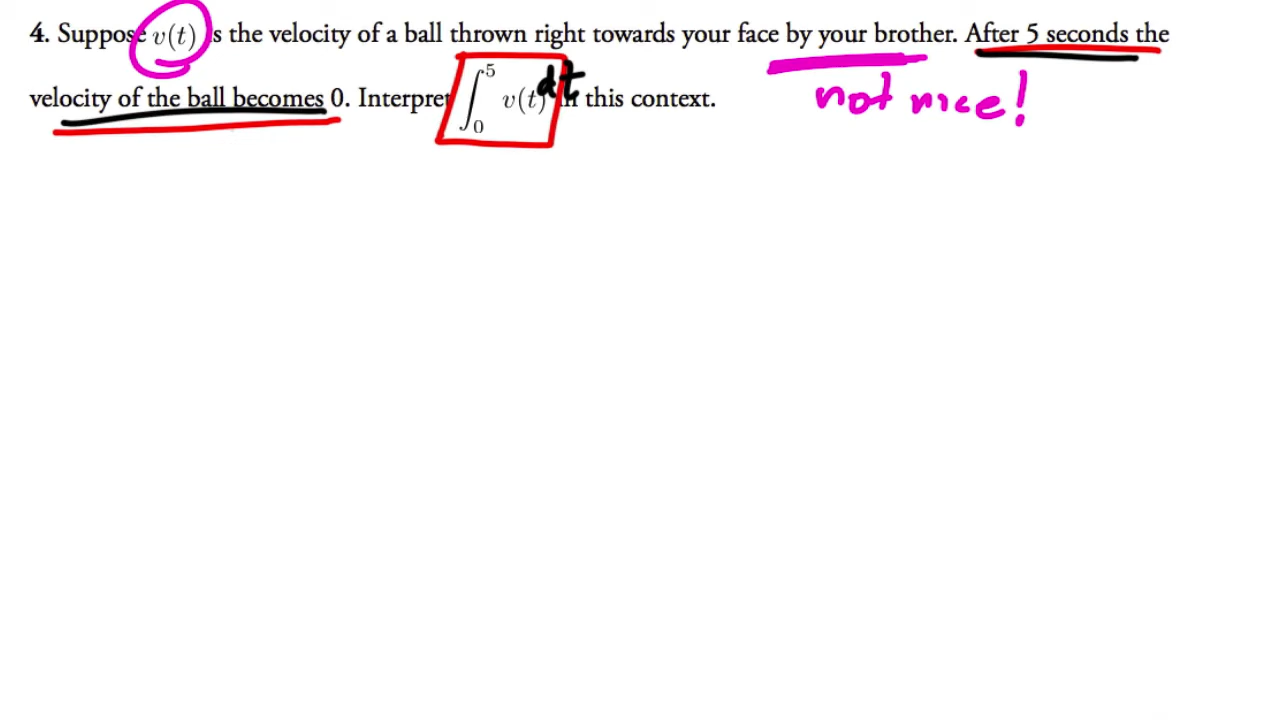 4. Suppose v(t) is the velocity of a ball thrown right towards your face by your brother. After 5 seconds the
velocity of the ball becomes 0. Interpret ∫₀⁵ v(t) dt in this context.
not nice!